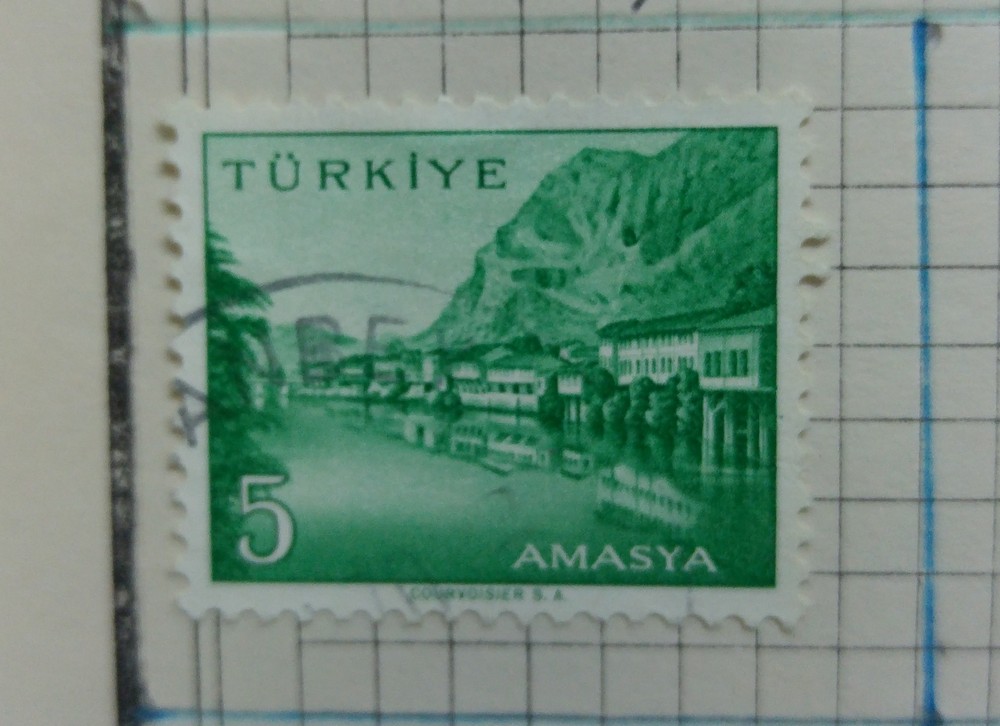 TÜRKİYE
5
AMASYA
COURVOISIER S. A.